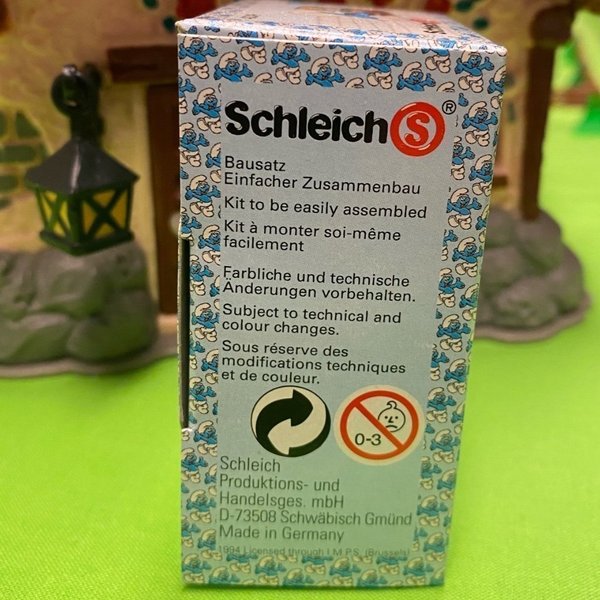 Schleich S ®
Bausatz
Einfacher Zusammenbau
Kit to be easily assembled
Kit à monter soi-même
facilement
Farbliche und technische
Änderungen vorbehalten.
Subject to technical and
colour changes.
Sous réserve des
modifications techniques
et de couleur.
0-3
Schleich
Produktions- und
Handelsges. mbH
D-73508 Schwäbisch Gmünd
Made in Germany
1994 Licensed through I.M.P.S. (Brussels)